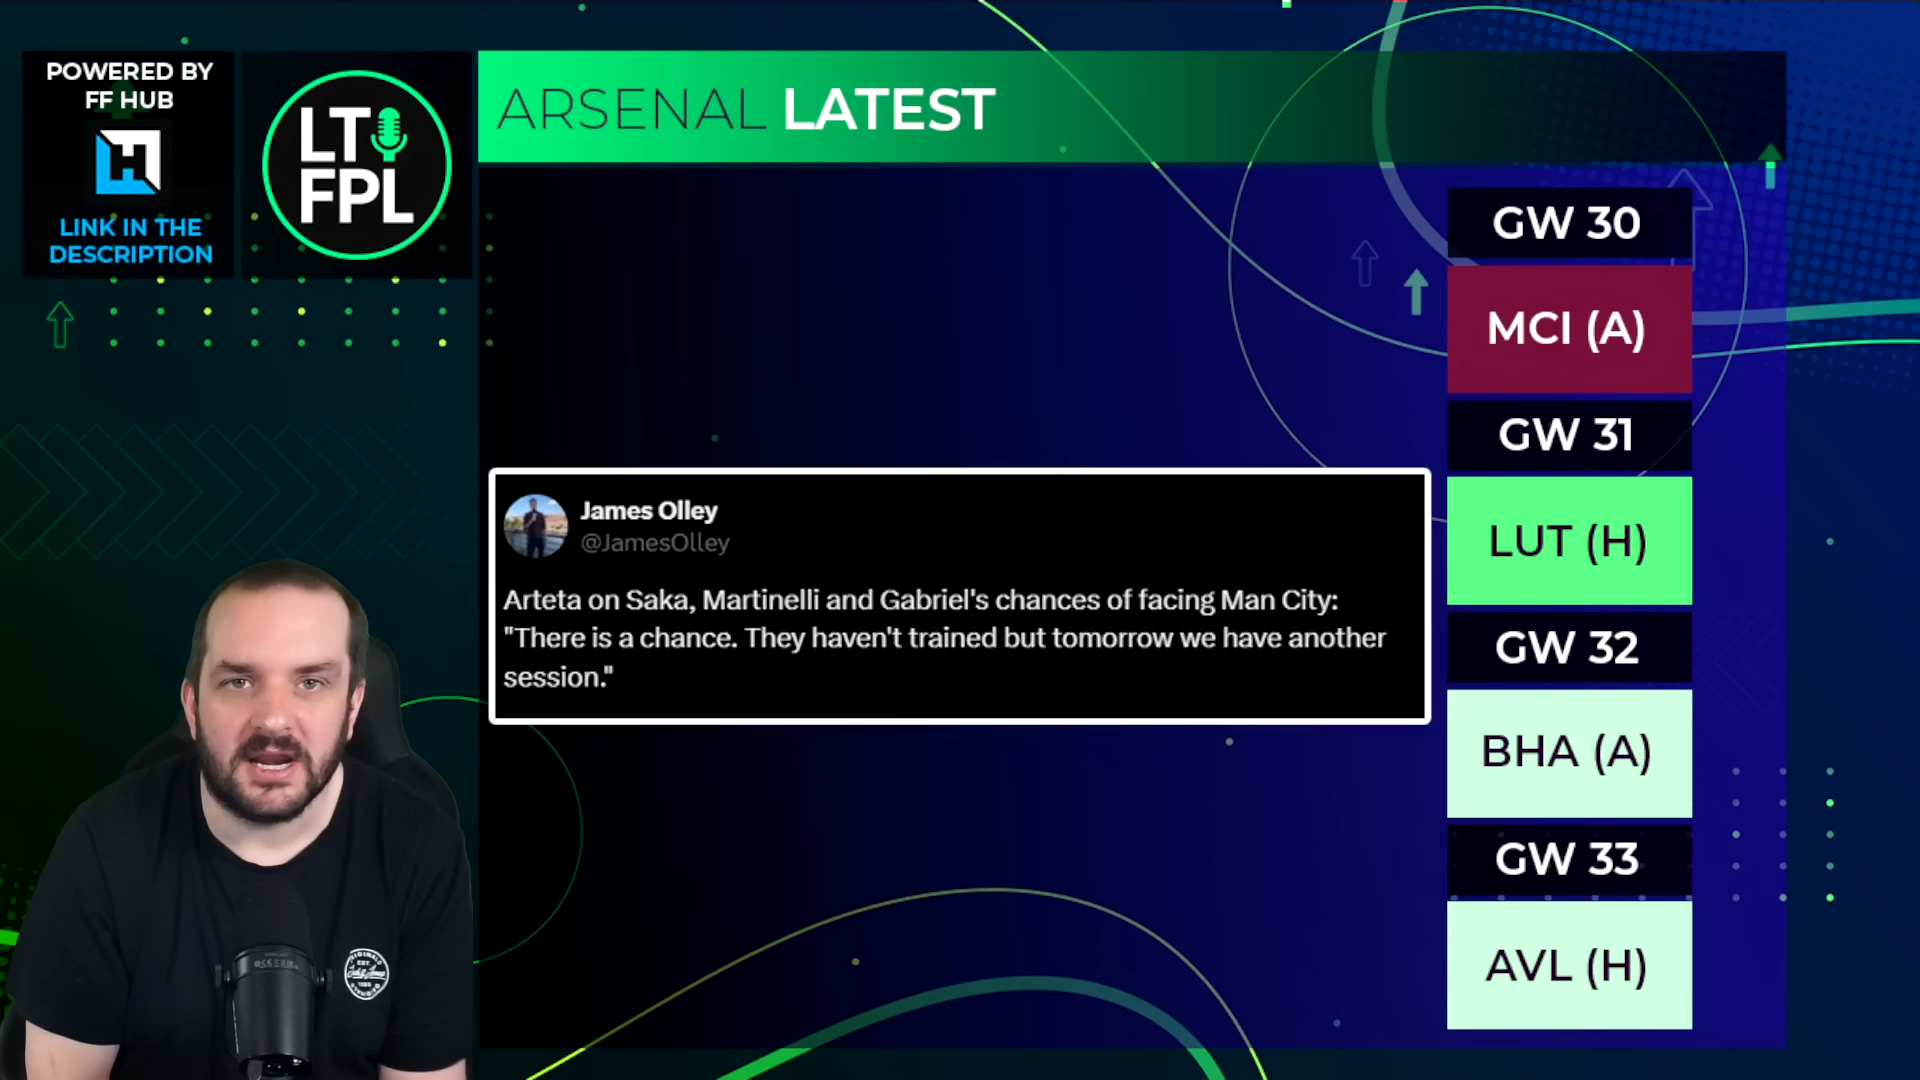 POWERED BY
FF HUB
LINK IN THE
DESCRIPTION
LT
FPL
ARSENAL LATEST
James Olley
@JamesOlley
Arteta on Saka, Martinelli and Gabriel's chances of facing Man City:
"There is a chance. They haven't trained but tomorrow we have another
session."
GW 30
MCI (A)
GW 31
LUT (H)
GW 32
BHA (A)
GW 33
AVL (H)